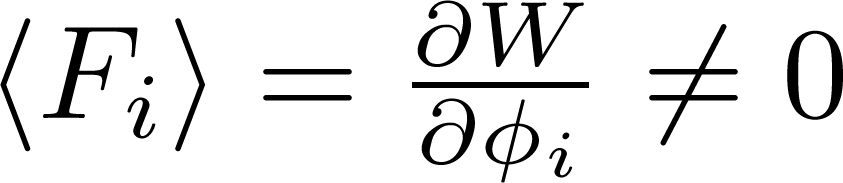 ⟨F_i⟩ = ∂W/∂ϕ_i ≠ 0